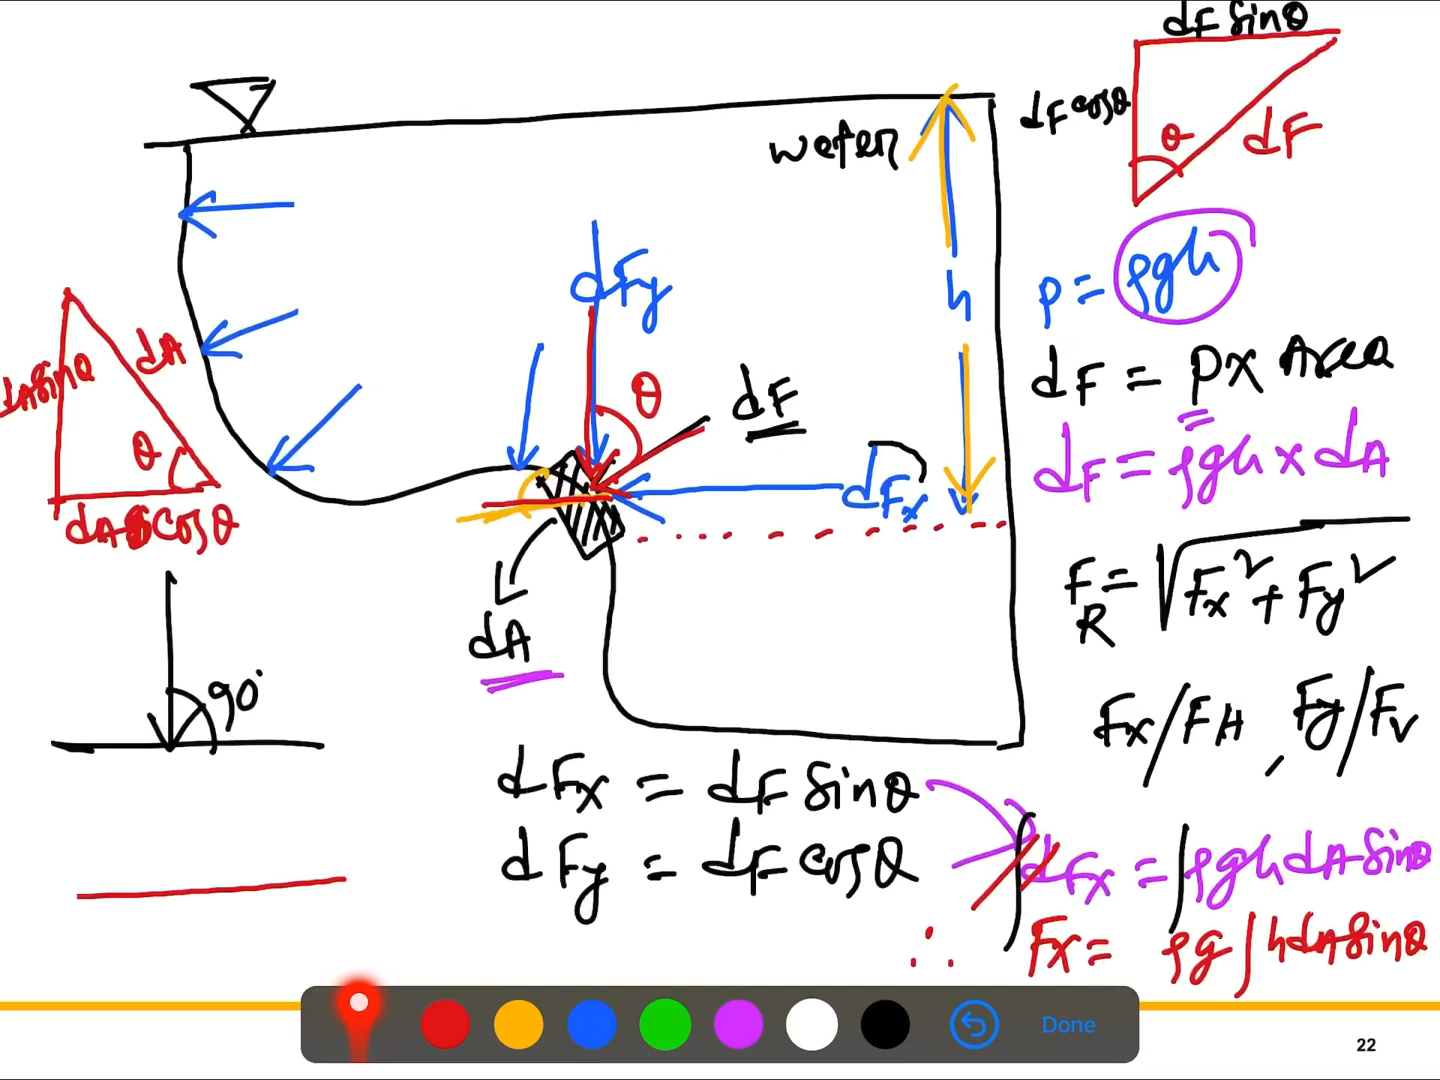 dF sinθ
dF cosθ
θ
dF
water
h
dFy
θ
dF
dFx
p = ρgh
dF = p x Area
dF = ρgh x dA
dA sinθ
dA
θ
dA cosθ
dA
F_R = √Fx² + Fy²
90°
Fx/FH , Fy/Fv
dFx = dF sinθ
dFy = dF cosθ
∫dFx = ∫ρgh dA sinθ
∴ Fx = ρg ∫h dA sinθ
Done
22